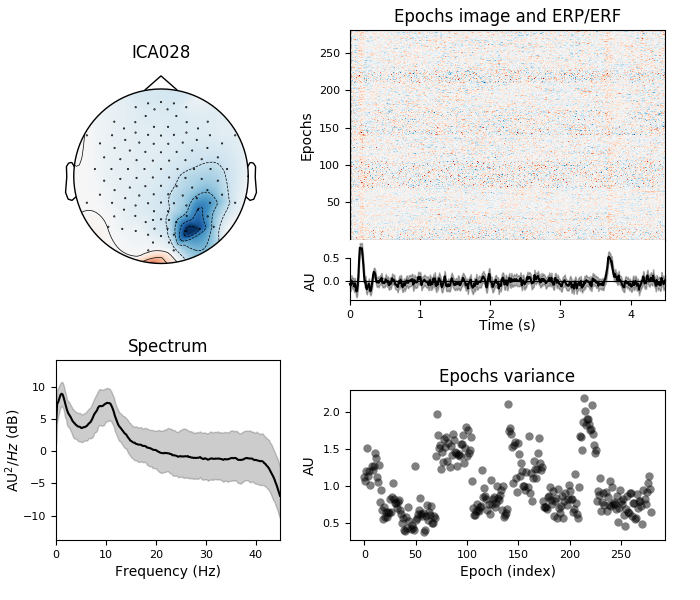 ICA028
Epochs image and ERP/ERF
Epochs
250
200
150
100
50
AU
0.5
0.0
0 1 2 3 4
Time (s)
Spectrum
AU²/Hz (dB)
10
5
0
−5
−10
0 10 20 30 40
Frequency (Hz)
Epochs variance
AU
2.0
1.5
1.0
0.5
0 50 100 150 200 250
Epoch (index)